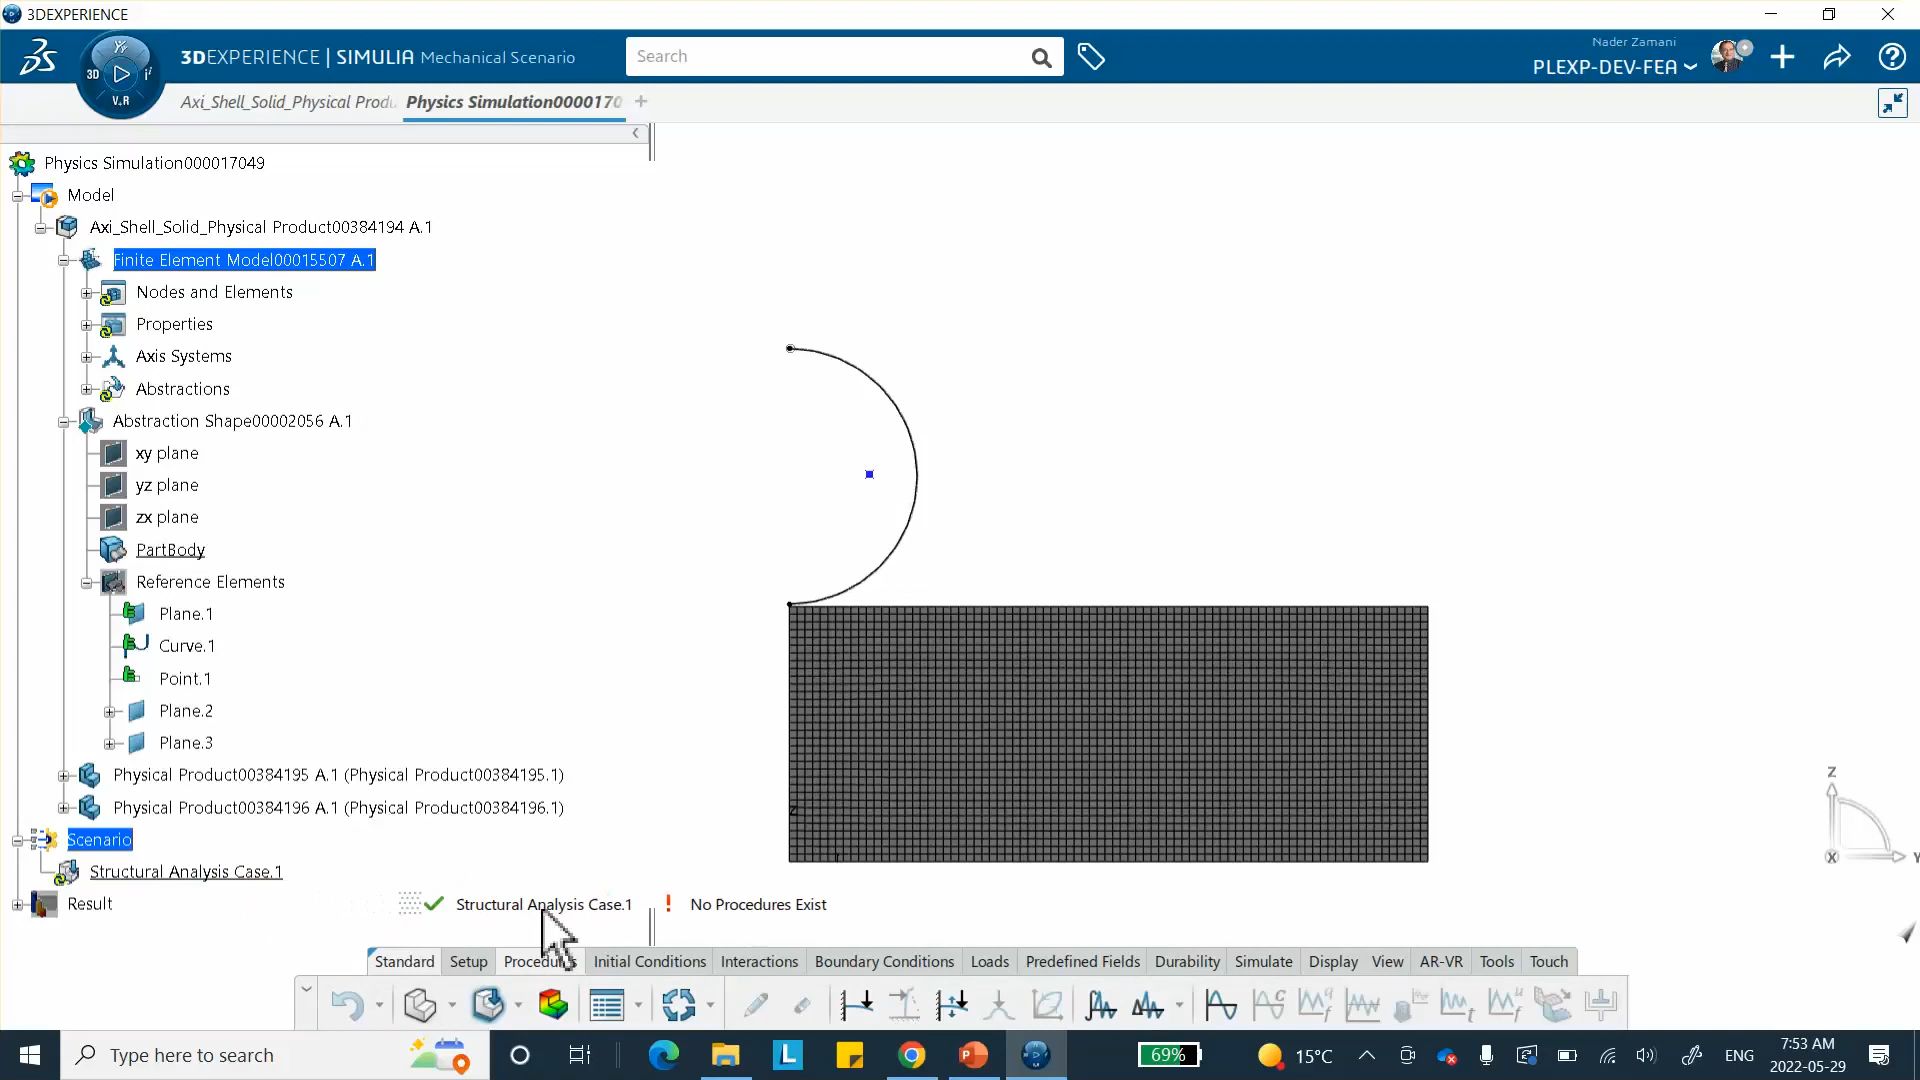 3DEXPERIENCE
3DEXPERIENCE | SIMULIA Mechanical Scenario
Search
Nader Zamani
PLEXP-DEV-FEA
3D
V.R
Axi_Shell_Solid_Physical Produ
Physics Simulation0000170
Physics Simulation000017049
Model
Axi_Shell_Solid_Physical Product00384194 A.1
Finite Element Model00015507 A.1
Nodes and Elements
Properties
Axis Systems
Abstractions
Abstraction Shape00002056 A.1
xy plane
yz plane
zx plane
PartBody
Reference Elements
Plane.1
Curve.1
Point.1
Plane.2
Plane.3
Physical Product00384195 A.1 (Physical Product00384195.1)
Physical Product00384196 A.1 (Physical Product00384196.1)
Scenario
Structural Analysis Case.1
Result
Z
X
Y
Structural Analysis Case.1
No Procedures Exist
Standard
Setup
Procedures
Initial Conditions
Interactions
Boundary Conditions
Loads
Predefined Fields
Durability
Simulate
Display
View
AR-VR
Tools
Touch
Type here to search
69%
15°C
ENG
7:53 AM
2022-05-29